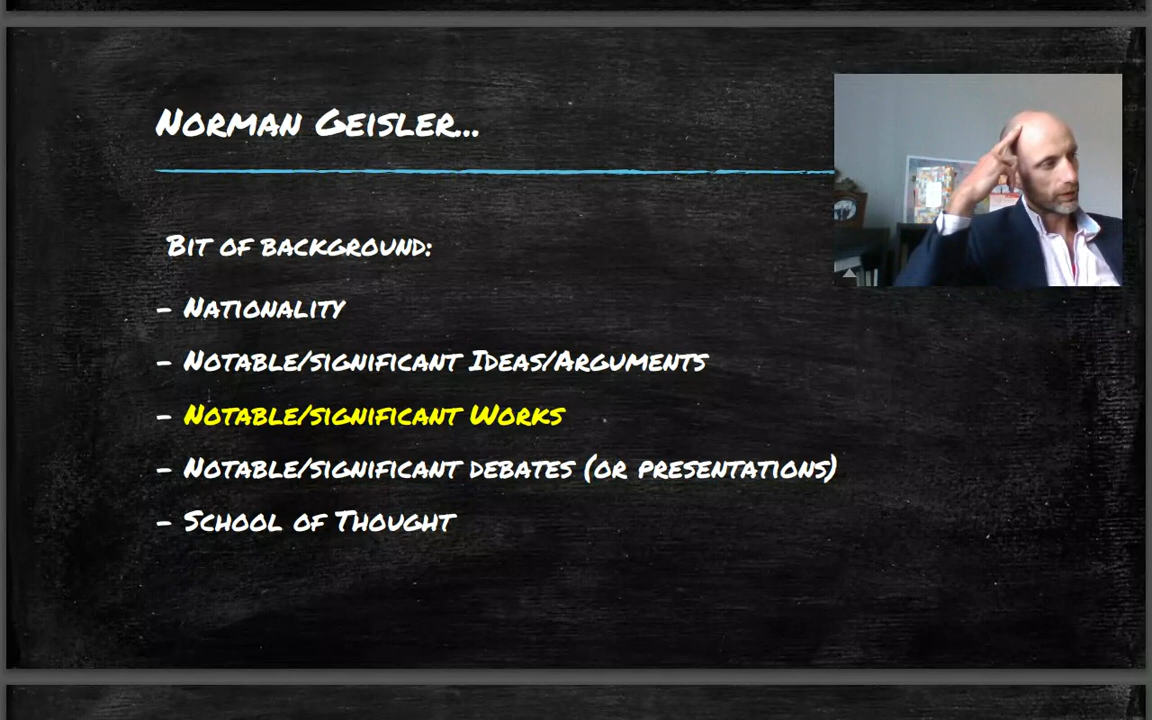 Norman Geisler...
Bit of background:
- Nationality
- Notable/significant Ideas/Arguments
- Notable/significant Works
- Notable/significant debates (or presentations)
- School of Thought